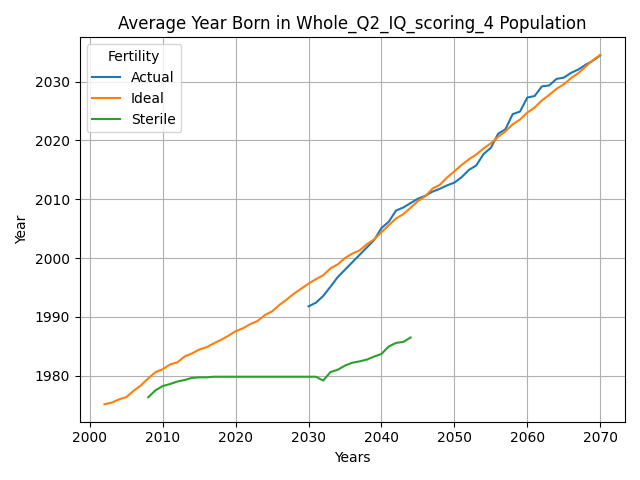 Average Year Born in Whole_Q2_IQ_scoring_4 Population
Fertility
Actual
Ideal
Sterile
2030
2020
2010
2000
1990
1980
Year
2000
2010
2020
2030
2040
2050
2060
2070
Years